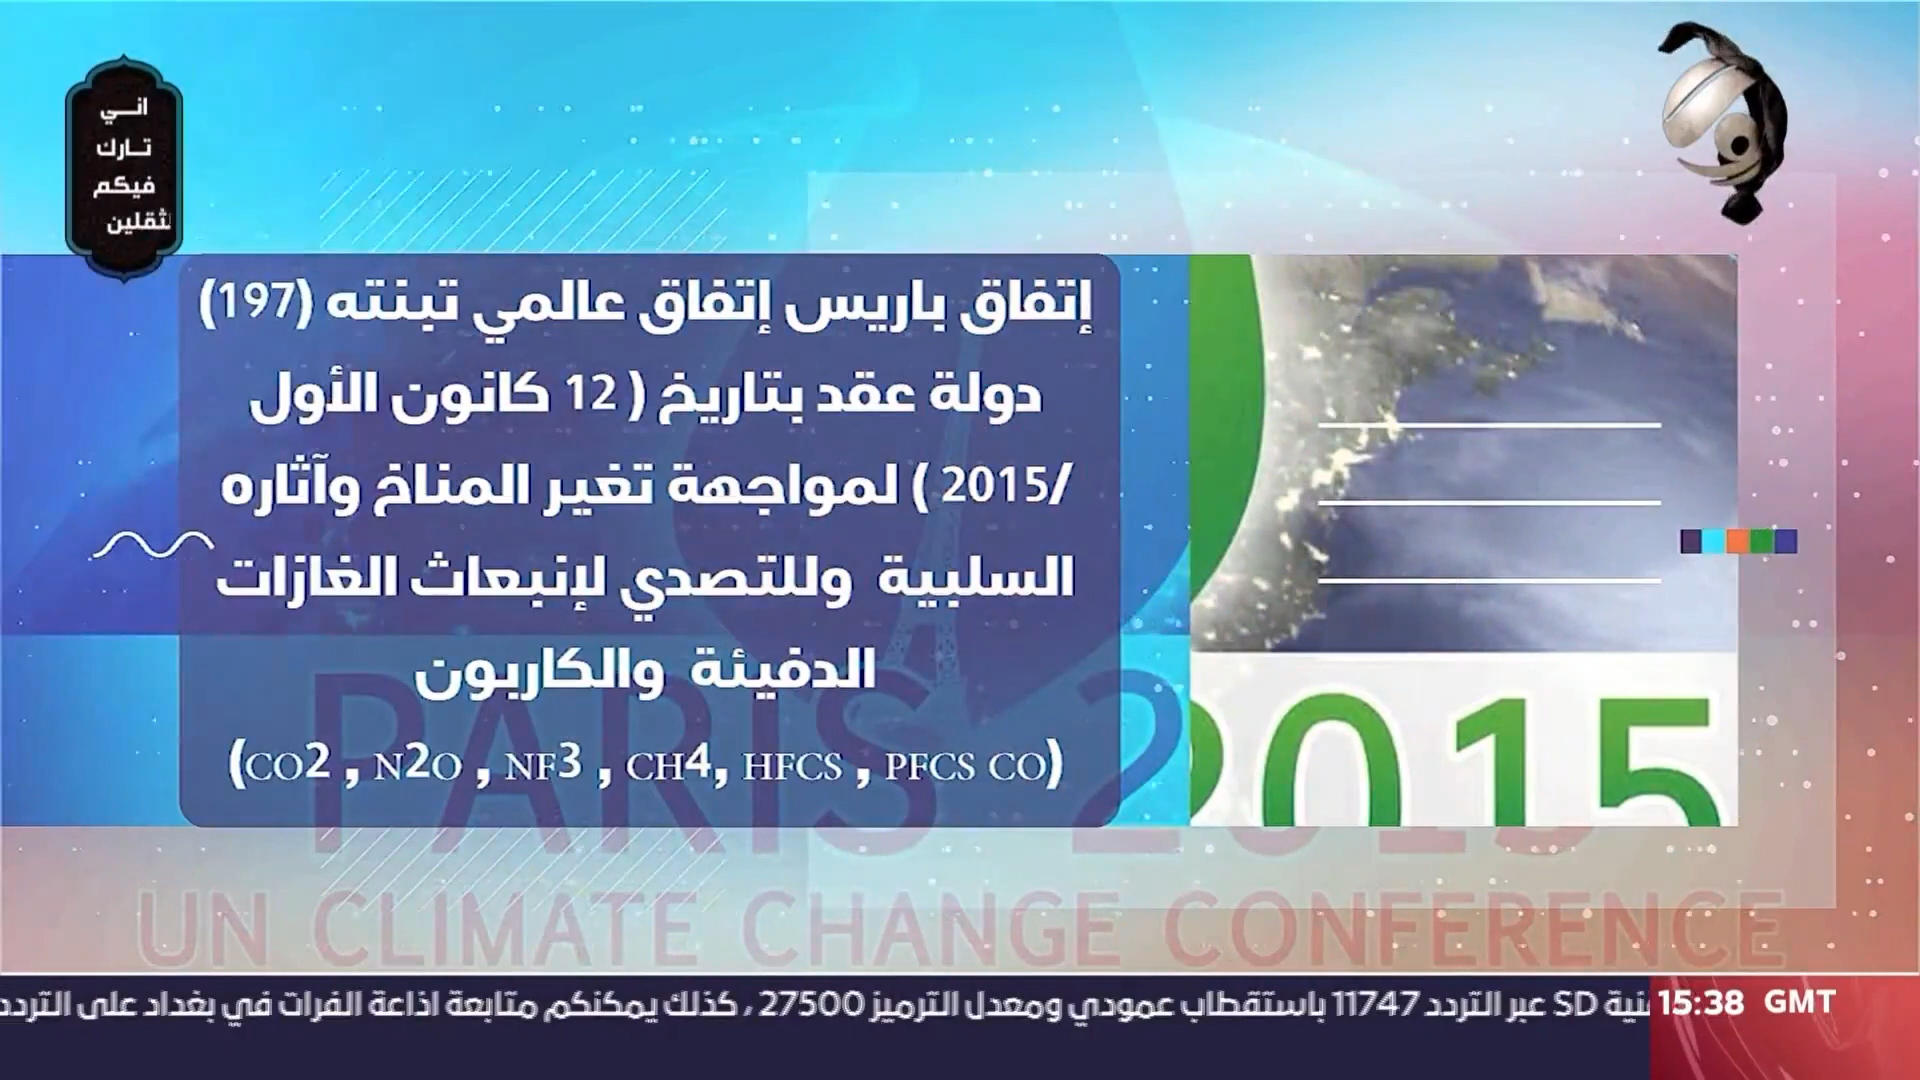 انـي
تـارك
فيكم
إتفاق باريس إتفاق عالمي تبنته (197)
دولة عقد بتاريخ ( 12 كانون الأول
/2015 ) لمواجهة تغير المناخ وآثاره
السلبية وللتصدي لإنبعاث الغازات
الدفيئة والكاربون
(CO2 , N2O , NF3 , CH4, HFCS , PFCS CO)
2015
PARIS 2015
UN CLIMATE CHANGE CONFERENCE
SD عبر التردد 11747 باستقطاب عمودي ومعدل الترميز 27500 ، كذلك يمكنكم متابعة اذاعة الفرات في بغداد على التردد
15:38 GMT